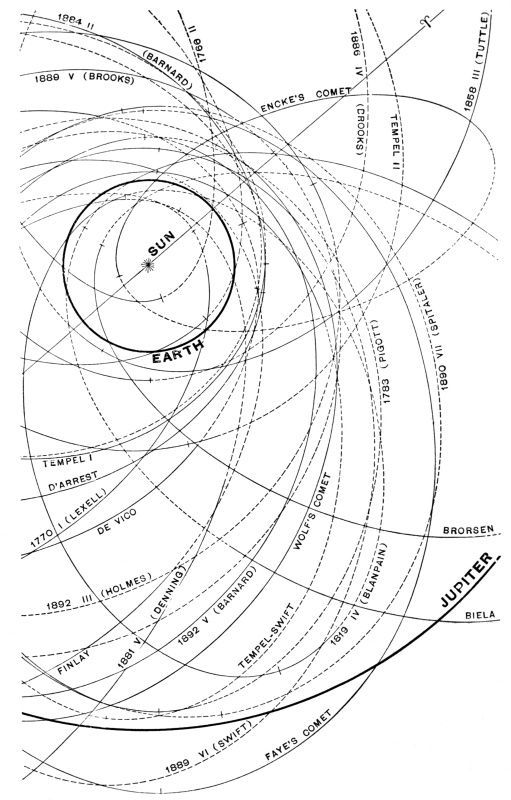 1884 II
(BARNARD)
1766 II
1889 V (BROOKS)
1886 IV
(BROOKS)
♈
ENCKE'S COMET
TEMPEL II
1858 III (TUTTLE)
SUN
EARTH
1783 (PIGOTT)
1890 VII (SPITALER)
TEMPEL I
D'ARREST
1770 I (LEXELL)
DE VICO
WOLF'S COMET
BRORSEN
JUPITER
BIELA
1892 III (HOLMES)
1881 V (DENNING)
1892 V (BARNARD)
1819 IV (BLANPAIN)
TEMPEL-SWIFT
FINLAY
1889 VI (SWIFT)
FAYE'S COMET